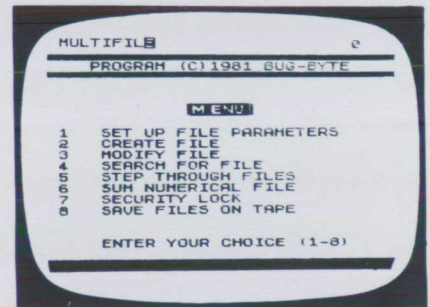 MULTIFILE
PROGRAM (C) 1981 BUG-BYTE
MENU
1 SET UP FILE PARAMETERS
2 CREATE FILE
3 MODIFY FILE
4 SEARCH FOR FILE
5 STEP THROUGH FILES
6 SUM NUMERICAL FILE
7 SECURITY LOCK
8 SAVE FILES ON TAPE
ENTER YOUR CHOICE (1-8)